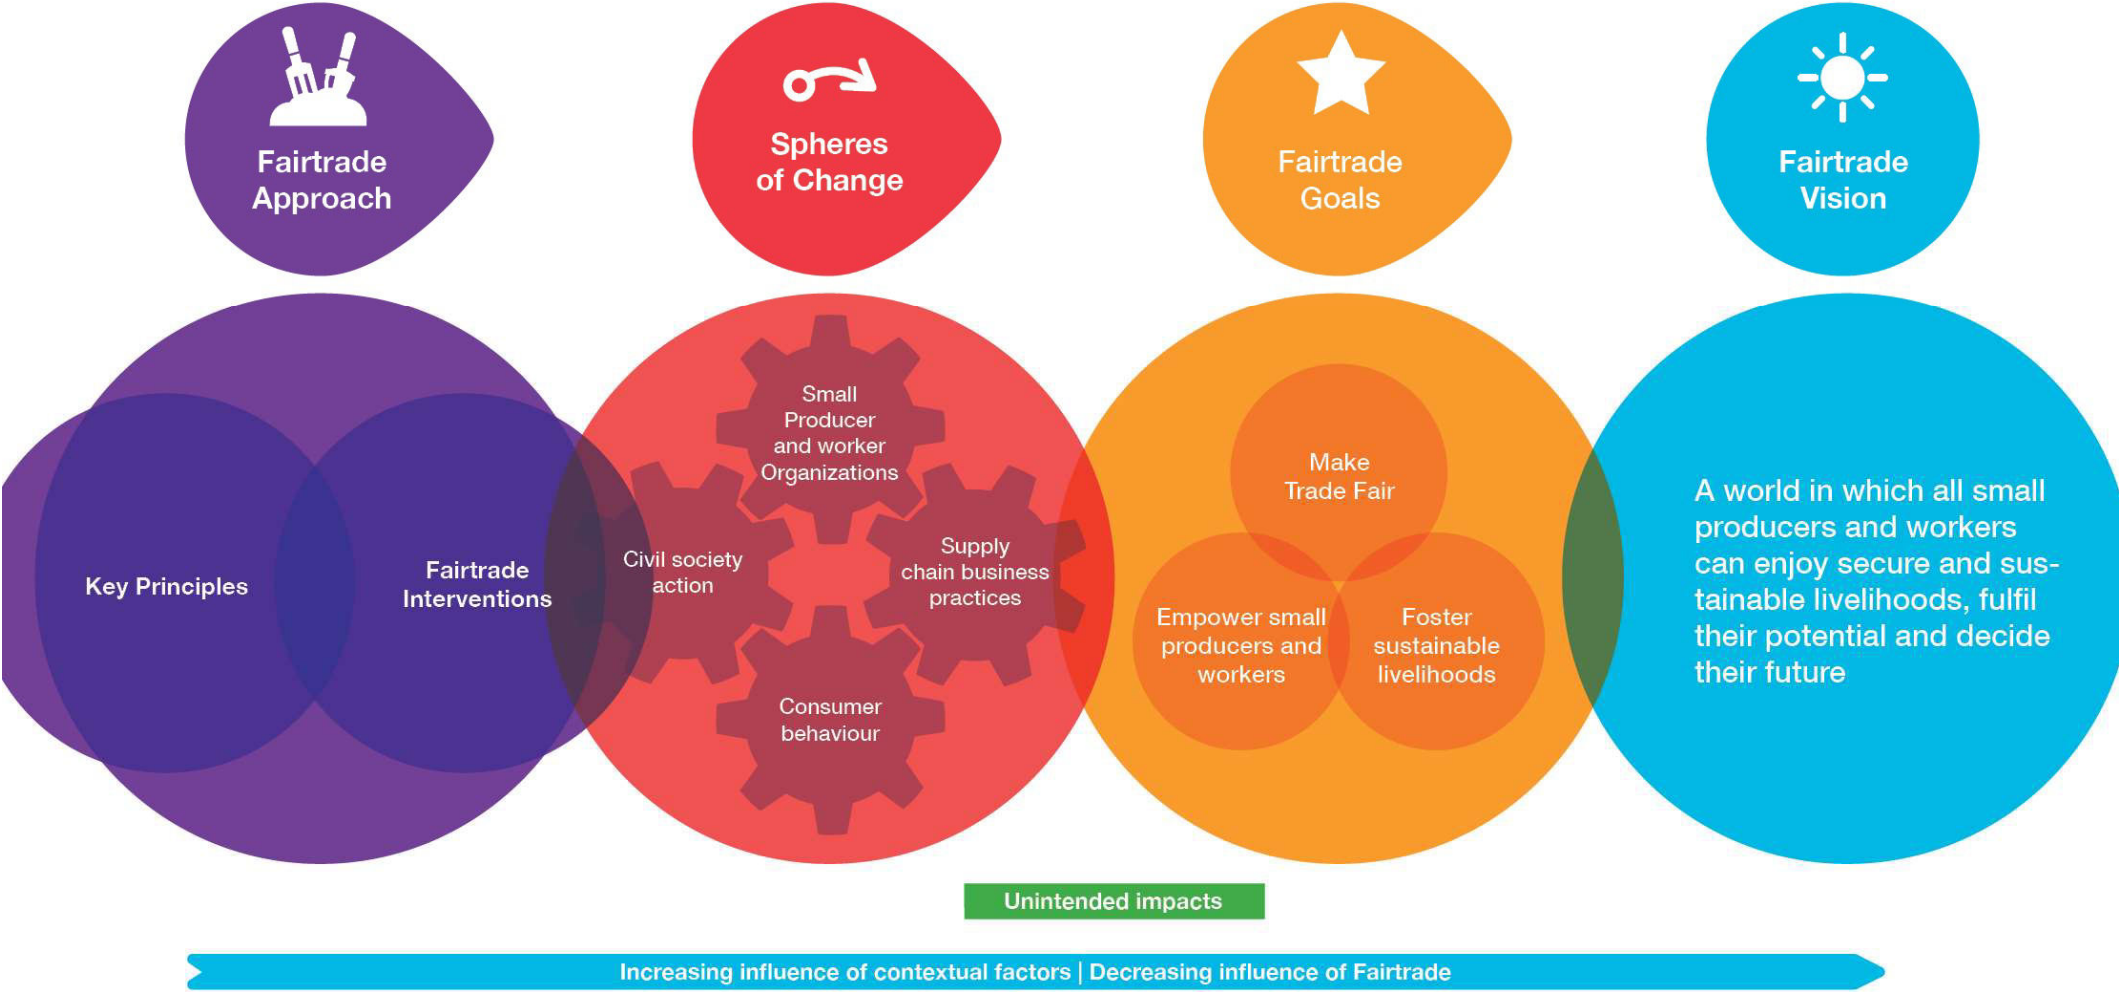 Fairtrade
Approach
Spheres
of Change
Fairtrade
Goals
Fairtrade
Vision
Key Principles
Fairtrade
Interventions
Small
Producer
and worker
Organizations
Civil society
action
Supply
chain business
practices
Consumer
behaviour
Make
Trade Fair
Empower small
producers and
workers
Foster
sustainable
livelihoods
A world in which all small
producers and workers
can enjoy secure and sus-
tainable livelihoods, fulfil
their potential and decide
their future
Unintended impacts
Increasing influence of contextual factors | Decreasing influence of Fairtrade